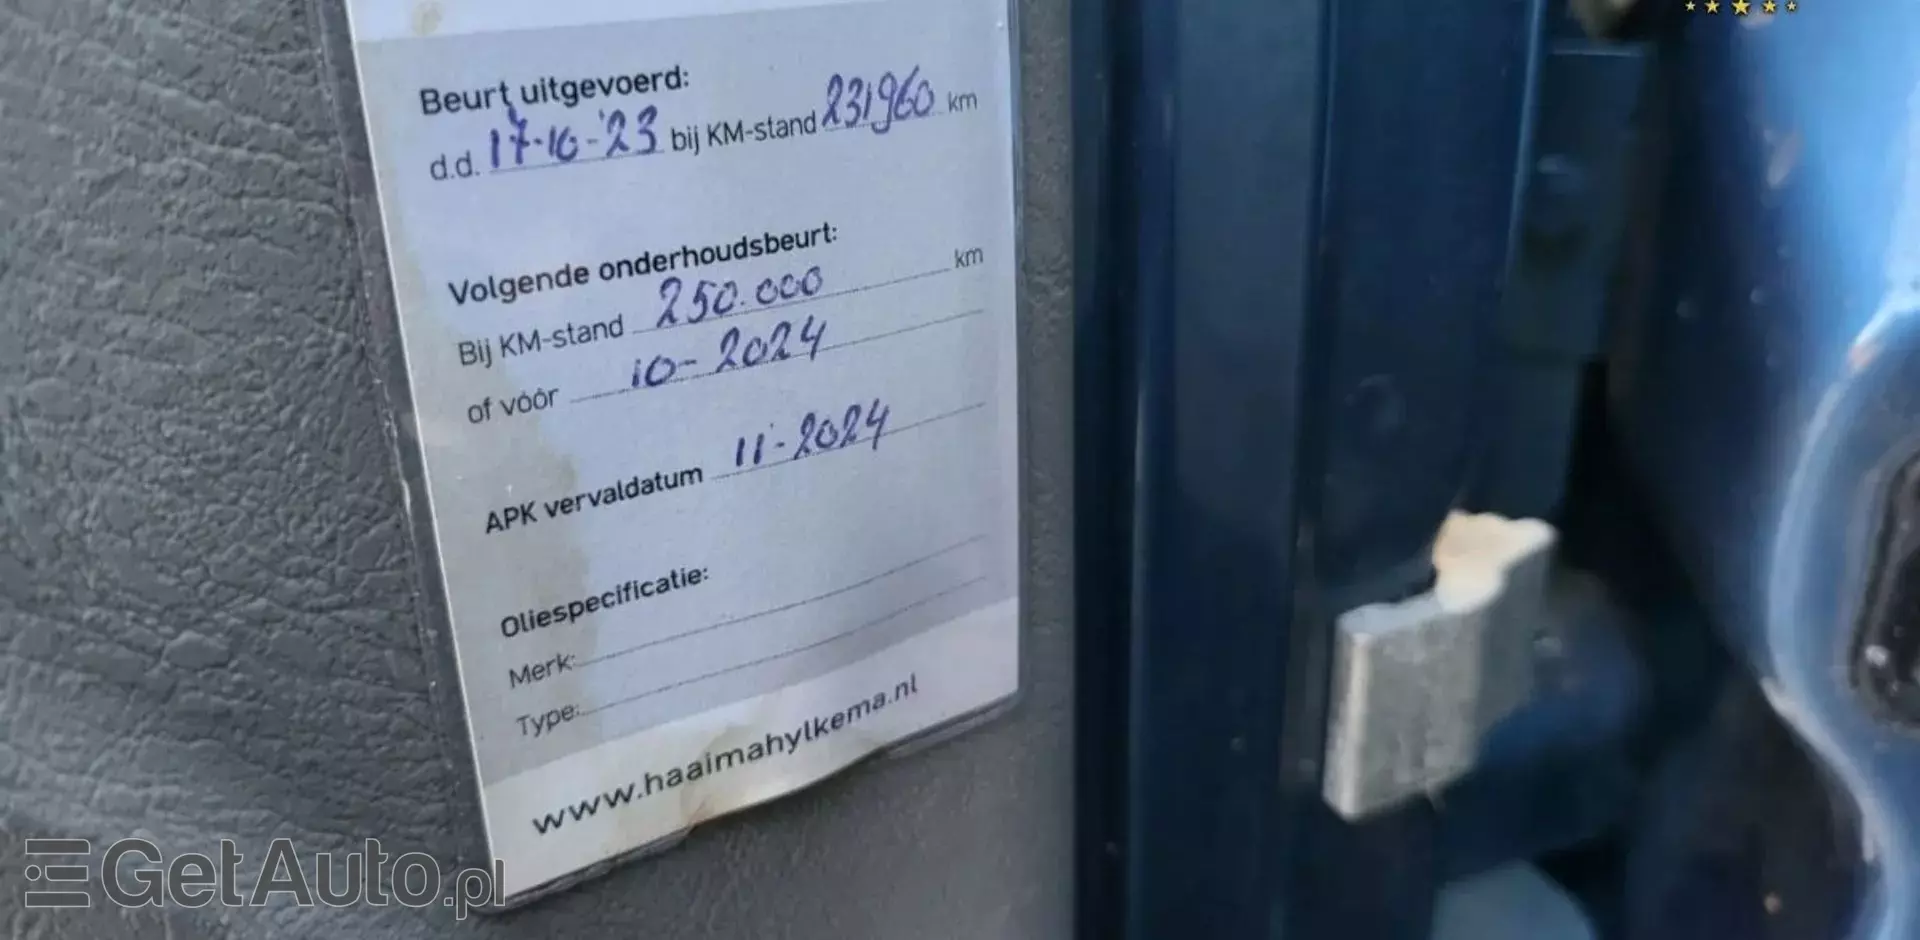 Beurt uitgevoerd:
d.d. 17-10-'23 bij KM-stand 231960 km
Volgende onderhoudsbeurt:
Bij KM-stand 250.000 km
of vóór 10-2024
APK vervaldatum 11-2024
Oliespecificatie:
Merk:
Type:
www.haaimahylkema.nl
GetAuto.pl